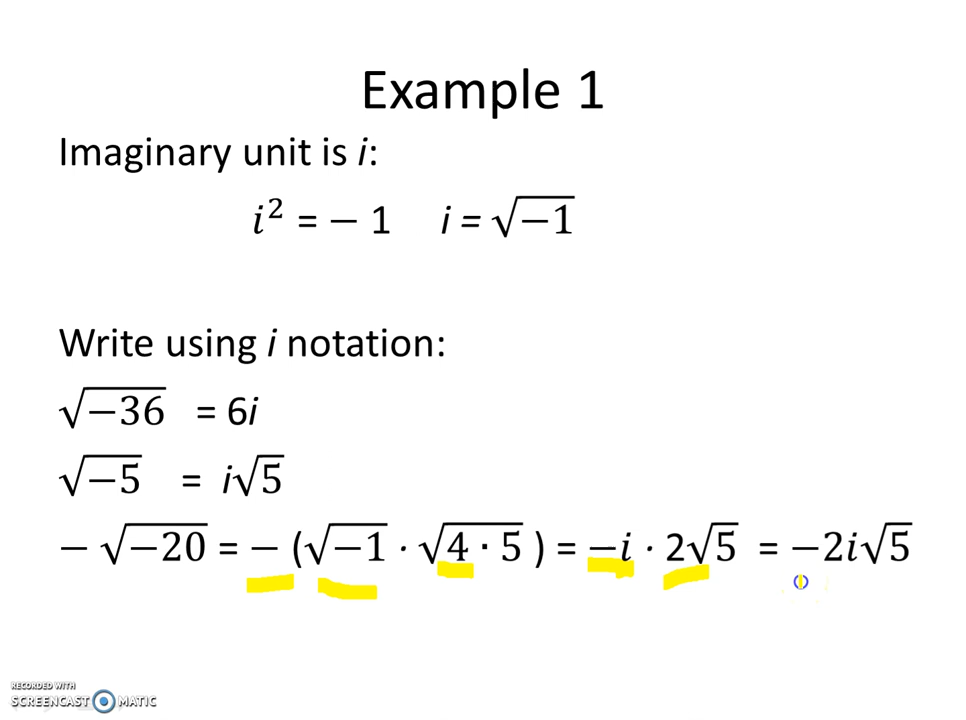 Example 1
Imaginary unit is i:
i² = − 1 i = √−1
Write using i notation:
√−36 = 6i
√−5 = i√5
− √−20 = − (√−1 · √4 · 5 ) = −i · 2√5 = −2i√5
RECORDED WITH
SCREENCAST MATIC